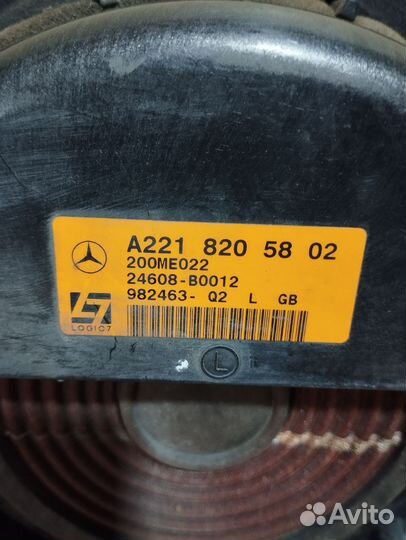 A221 820 58 02
200ME022
24608-B0012
982463- Q2 L GB
LOGIC7
L
Avito